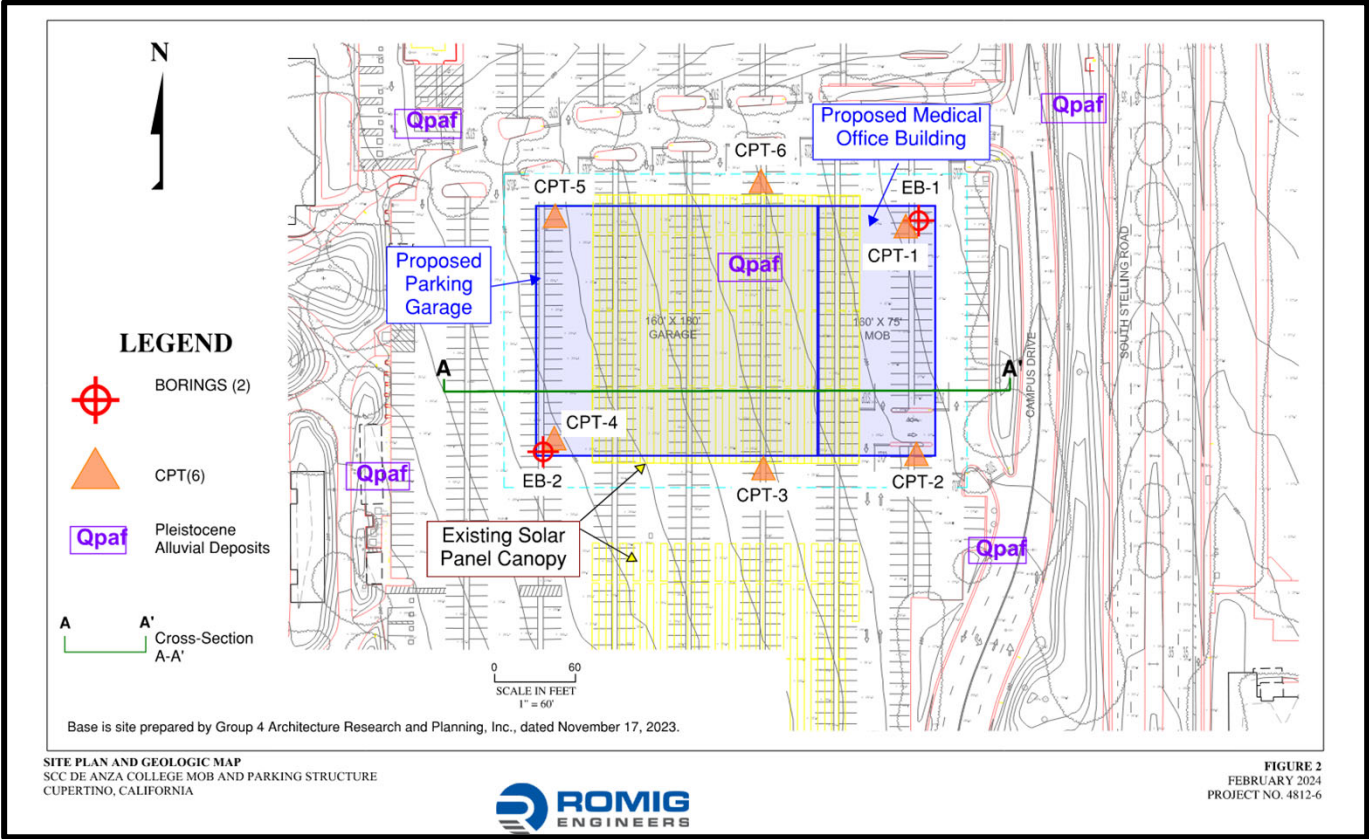 N
Qpaf
Qpaf
Proposed Medical
Office Building
CPT-6
CPT-5
EB-1
CPT-1
Proposed
Parking
Garage
Qpaf
160' X 180'
GARAGE
MOB
SOUTH STELLING ROAD
CAMPUS DRIVE
A
A'
CPT-4
EB-2
CPT-3
CPT-2
Qpaf
Qpaf
Existing Solar
Panel Canopy
LEGEND
BORINGS (2)
CPT(6)
Qpaf
Pleistocene
Alluvial Deposits
A
A'
Cross-Section
A-A'
0
60
SCALE IN FEET
1" = 60'
Base is site prepared by Group 4 Architecture Research and Planning, Inc., dated November 17, 2023.
SITE PLAN AND GEOLOGIC MAP
SCC DE ANZA COLLEGE MOB AND PARKING STRUCTURE
CUPERTINO, CALIFORNIA
ROMIG
ENGINEERS
FIGURE 2
FEBRUARY 2024
PROJECT NO. 4812-6